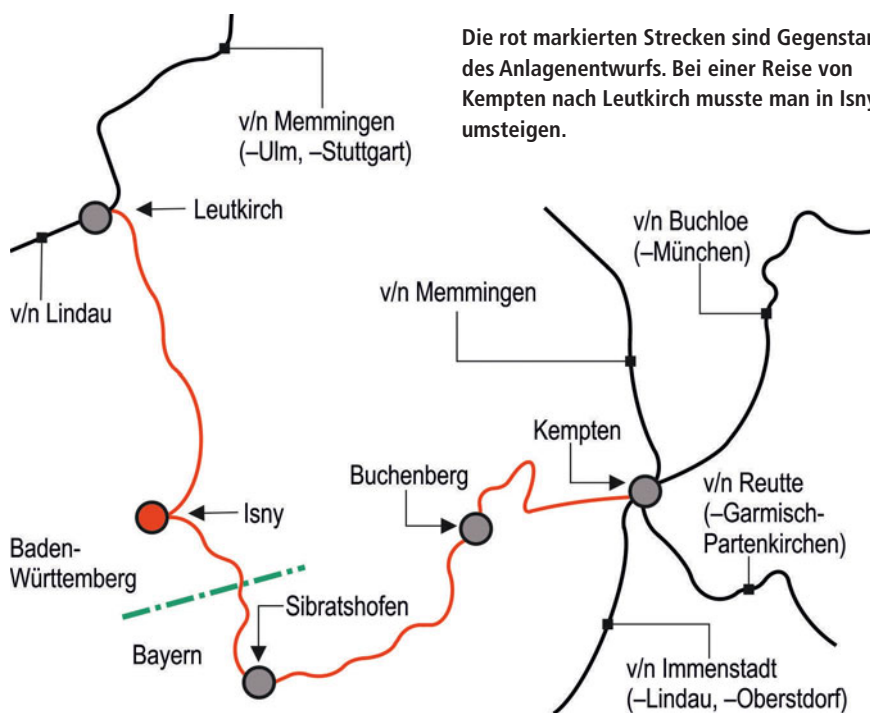 Die rot markierten Strecken sind
des Anlagenentwurfs. Bei einer Reise von
Kempten nach Leutkirch musste man in Isny
umsteigen.
v/n Memmingen
(–Ulm, –Stuttgart)
Leutkirch
v/n Lindau
v/n Buchloe
(–München)
v/n Memmingen
Kempten
Buchenberg
v/n Reutte
(–Garmisch-
Partenkirchen)
Isny
Baden-
Württemberg
Sibratshofen
Bayern
v/n Immenstadt
(–Lindau, –Oberstdorf)